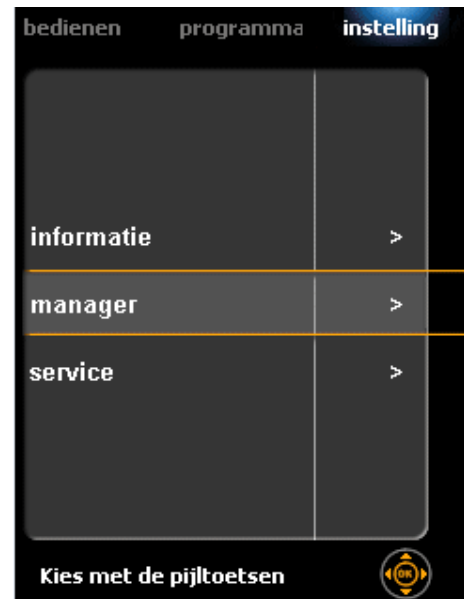 bedienen programma instelling
informatie >
manager >
service >
Kies met de pijltoetsen OK